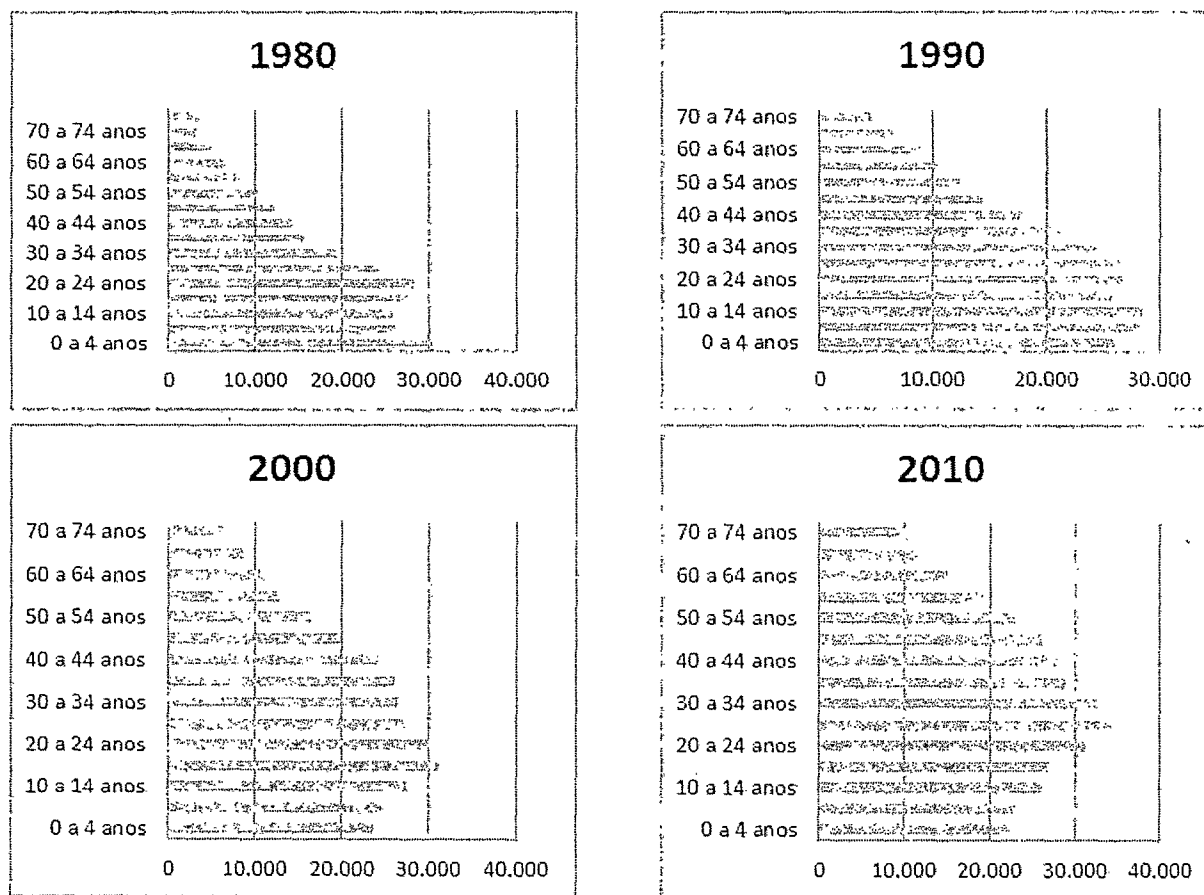 1980
70 a 74 anos
60 a 64 anos
50 a 54 anos
40 a 44 anos
30 a 34 anos
20 a 24 anos
10 a 14 anos
0 a 4 anos
0 10.000 20.000 30.000 40.000
1990
70 a 74 anos
60 a 64 anos
50 a 54 anos
40 a 44 anos
30 a 34 anos
20 a 24 anos
10 a 14 anos
0 a 4 anos
0 10.000 20.000 30.000
2000
70 a 74 anos
60 a 64 anos
50 a 54 anos
40 a 44 anos
30 a 34 anos
20 a 24 anos
10 a 14 anos
0 a 4 anos
0 10.000 20.000 30.000 40.000
2010
70 a 74 anos
60 a 64 anos
50 a 54 anos
40 a 44 anos
30 a 34 anos
20 a 24 anos
10 a 14 anos
0 a 4 anos
0 10.000 20.000 30.000 40.000